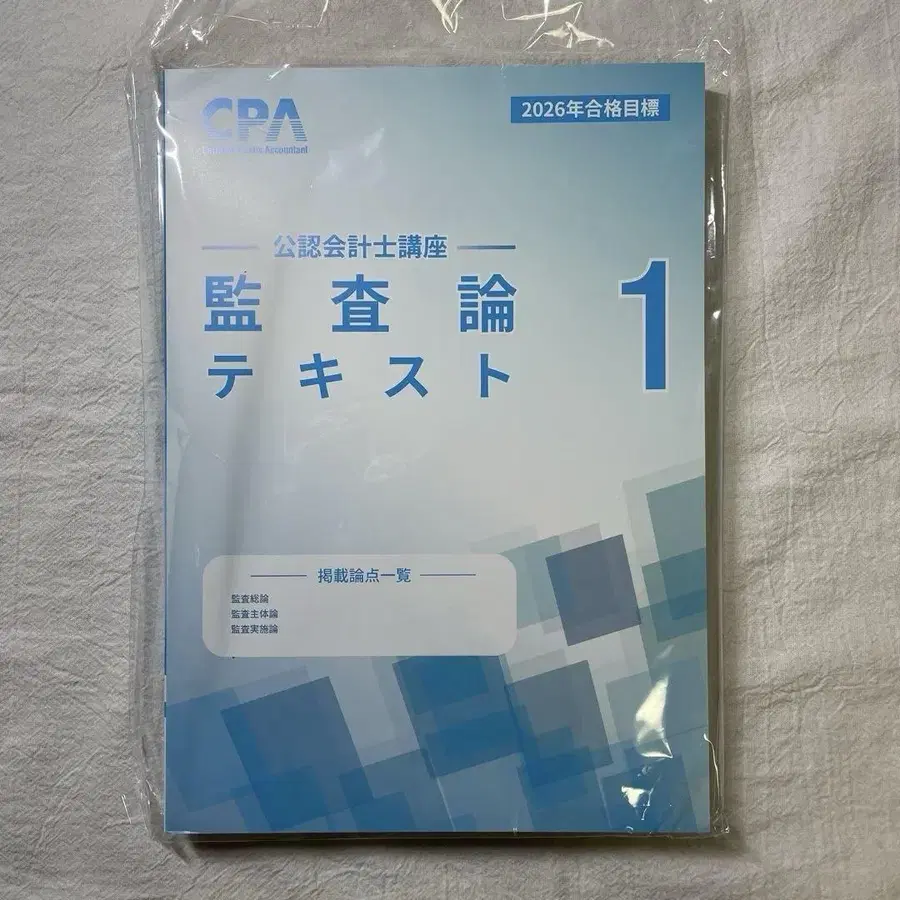 CPA
2026年合格目標
Accountant
公認会計士講座
監査論
テキスト
1
掲載論点一覧
監査総論
監査主体論
監査実施論